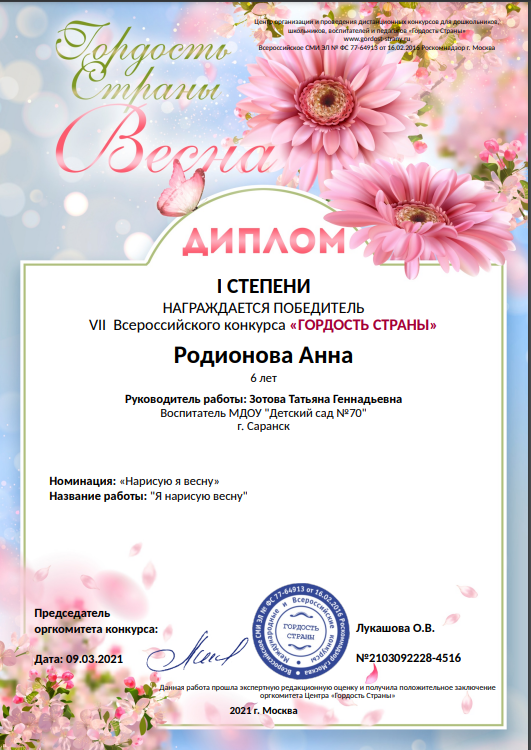 Центр организация и проведения дистанционных конкурсов для дошкольников,
школьников, воспитателей и педагогов «Гордость Страны»
www.gordost-strany.ru
Всероссийское СМИ ЭЛ № ФС 77-64913 от 16.02.2016 Роскомнадзор г. Москва
Гордость
Страны
Весна
ДИПЛОМ
I СТЕПЕНИ
НАГРАЖДАЕТСЯ ПОБЕДИТЕЛЬ
VII Всероссийского конкурса «ГОРДОСТЬ СТРАНЫ»
Родионова Анна
6 лет
Руководитель работы: Зотова Татьяна Геннадьевна
Воспитатель МДОУ "Детский сад №70"
г. Саранск
Номинация: «Нарисую я весну»
Название работы: "Я нарисую весну"
Председатель
оргкомитета конкурса:
Всероссийское СМИ ЭЛ № ФС 77-64913 от 16.02.2016 Роскомнадзор г.Москва
Международные и Всероссийские конкурсы
ГОРДОСТЬ
СТРАНЫ
Лукашова О.В.
Дата: 09.03.2021
№2103092228-4516
Данная работа прошла экспертную редакционную оценку и получила положительное заключение
оргкомитета Центра «Гордость Страны»
2021 г. Москва